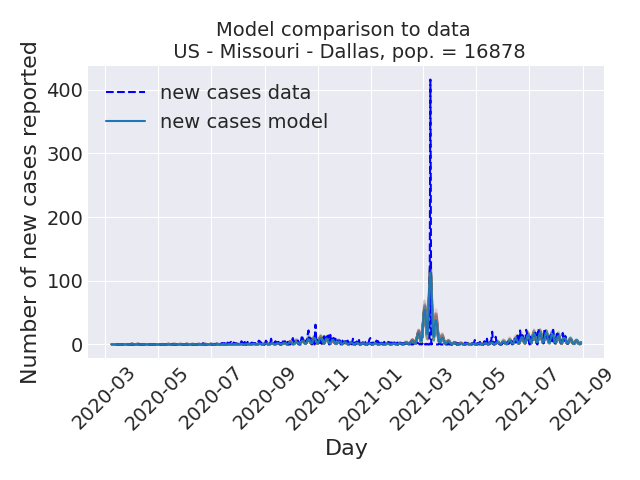 Model comparison to data
US - Missouri - Dallas, pop. = 16878
Number of new cases reported
400
300
200
100
0
new cases data
new cases model
2020-03
2020-05
2020-07
2020-09
2020-11
2021-01
2021-03
2021-05
2021-07
2021-09
Day